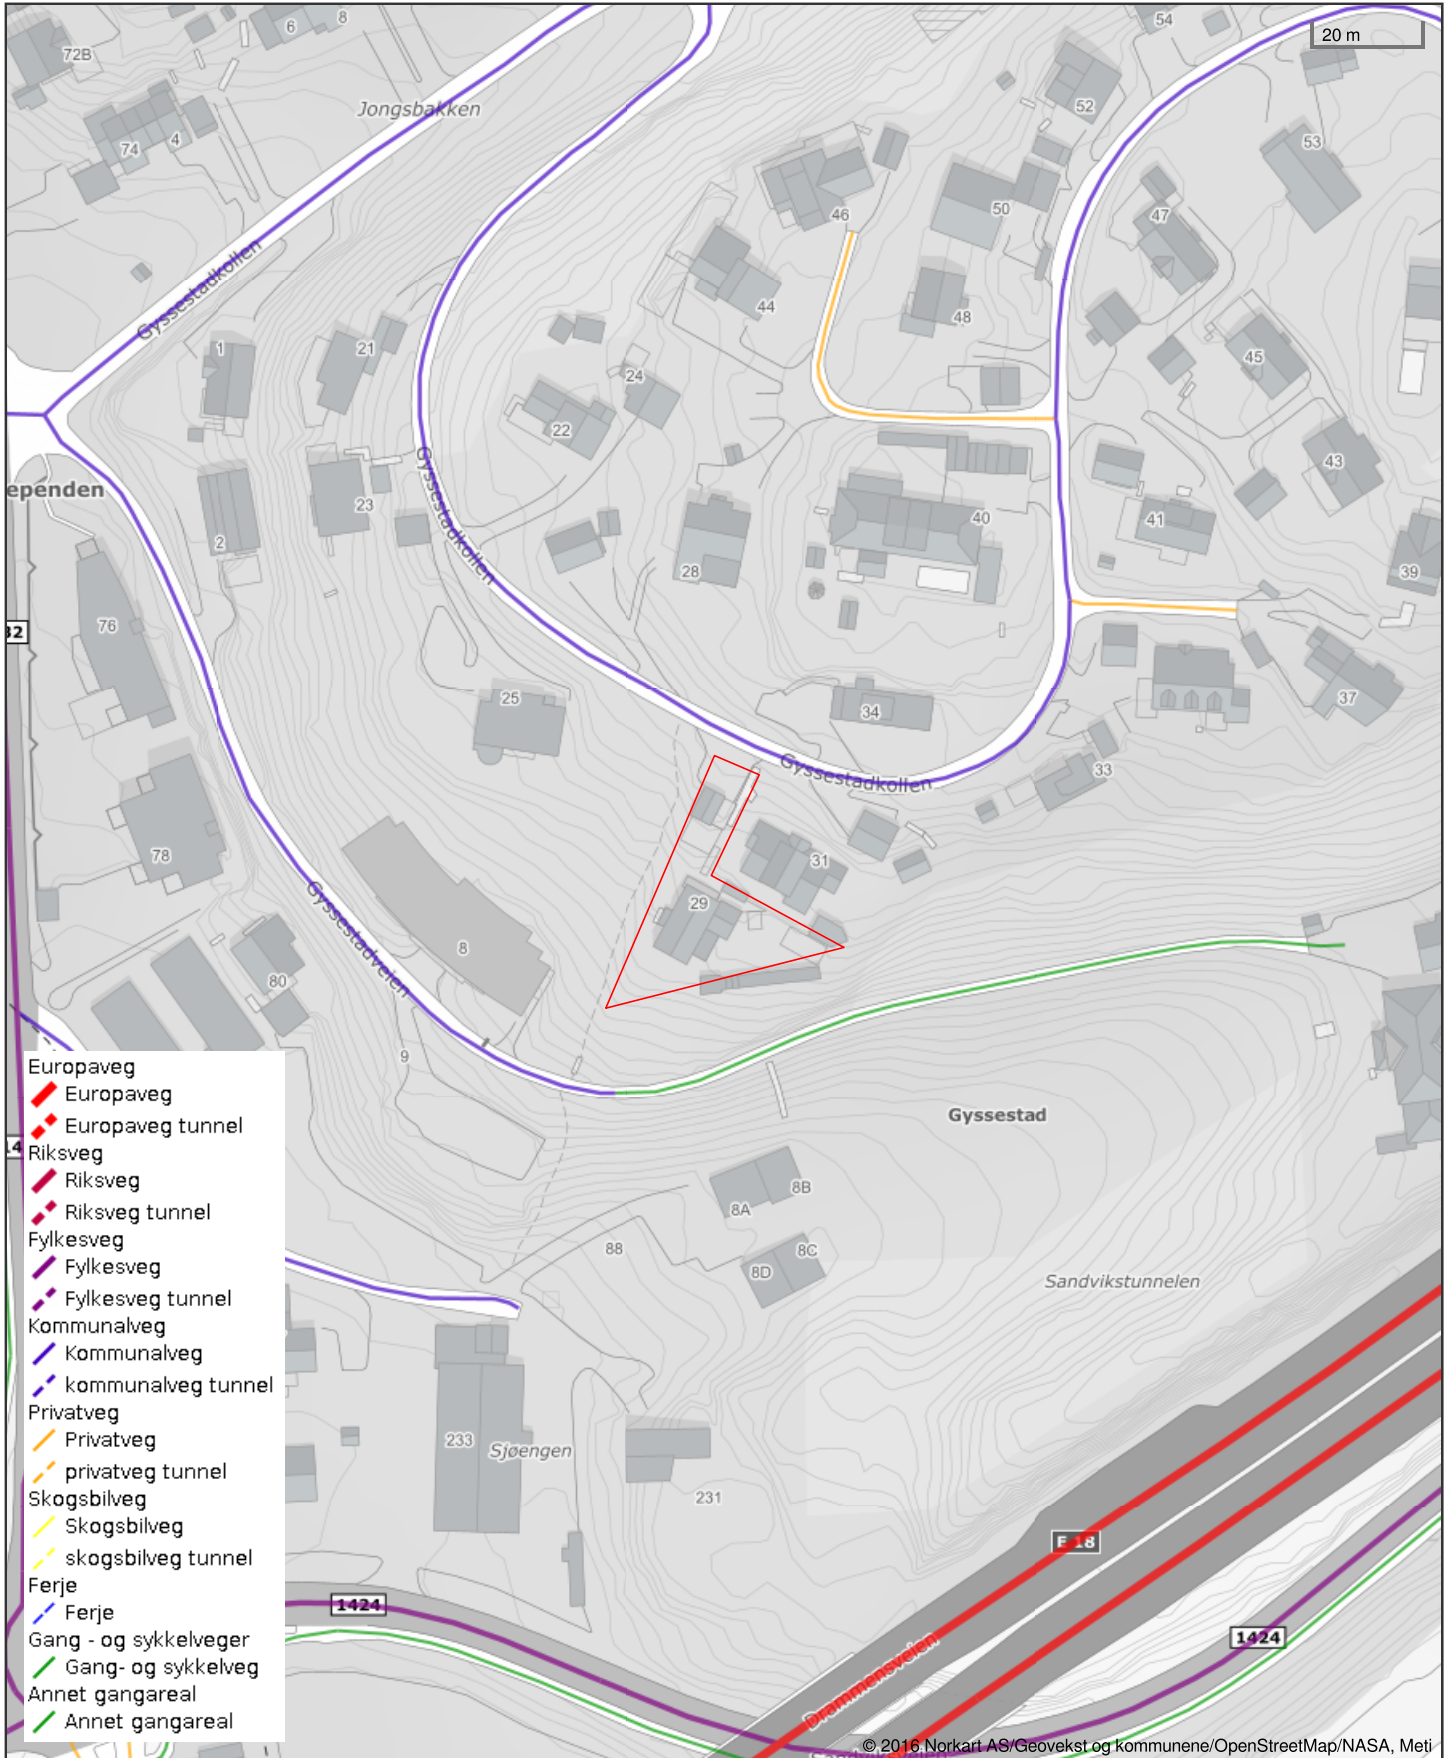 6
8
54
20 m
72B
Jongsbakken
52
4
74
53
46
50
47
Gyssestadkollen
44
48
1
21
45
24
22
43
ependen
Gyssestadkollen
23
40
41
2
28
39
32
76
25
34
37
Gyssestadkollen
33
78
31
29
Gyssestadveien
8
80
9
Gyssestad
14
8B
8A
88
8C
8D
Sandvikstunnelen
233
Sjøengen
231
E 18
1424
1424
Drammensveien
Europaveg
Europaveg
Europaveg tunnel
Riksveg
Riksveg
Riksveg tunnel
Fylkesveg
Fylkesveg
Fylkesveg tunnel
Kommunalveg
Kommunalveg
kommunalveg tunnel
Privatveg
Privatveg
privatveg tunnel
Skogsbilveg
Skogsbilveg
skogsbilveg tunnel
Ferje
Ferje
Gang - og sykkelveger
Gang- og sykkelveg
Annet gangareal
Annet gangareal
© 2016 Norkart AS/Geovekst og kommunene/OpenStreetMap/NASA, Meti